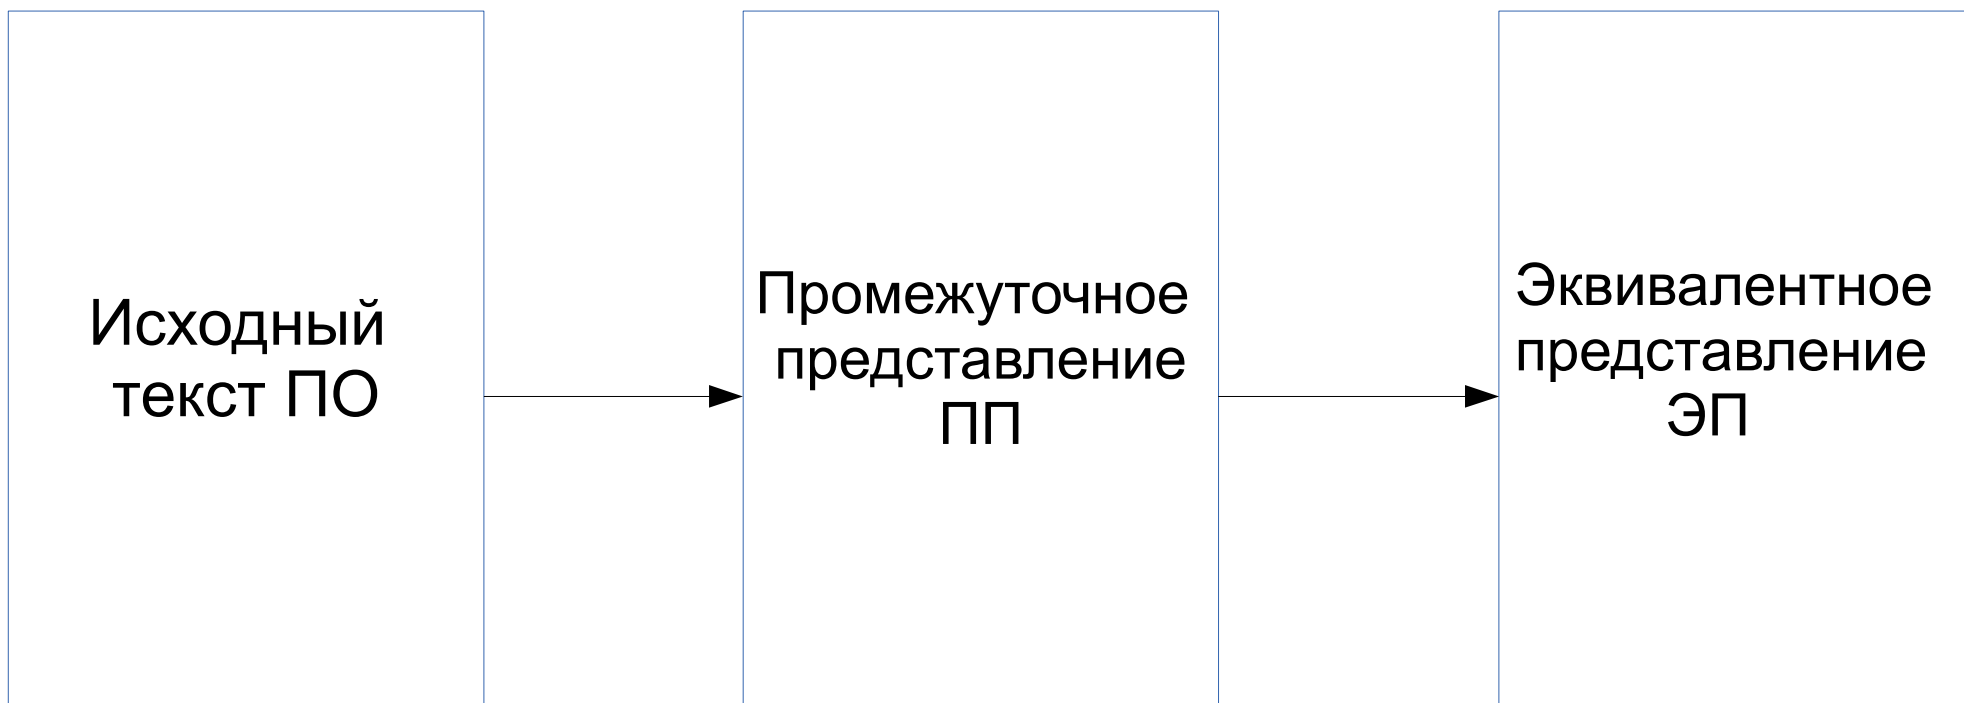 Исходный
текст ПО
Промежуточное
представление
ПП
Эквивалентное
представление
ЭП